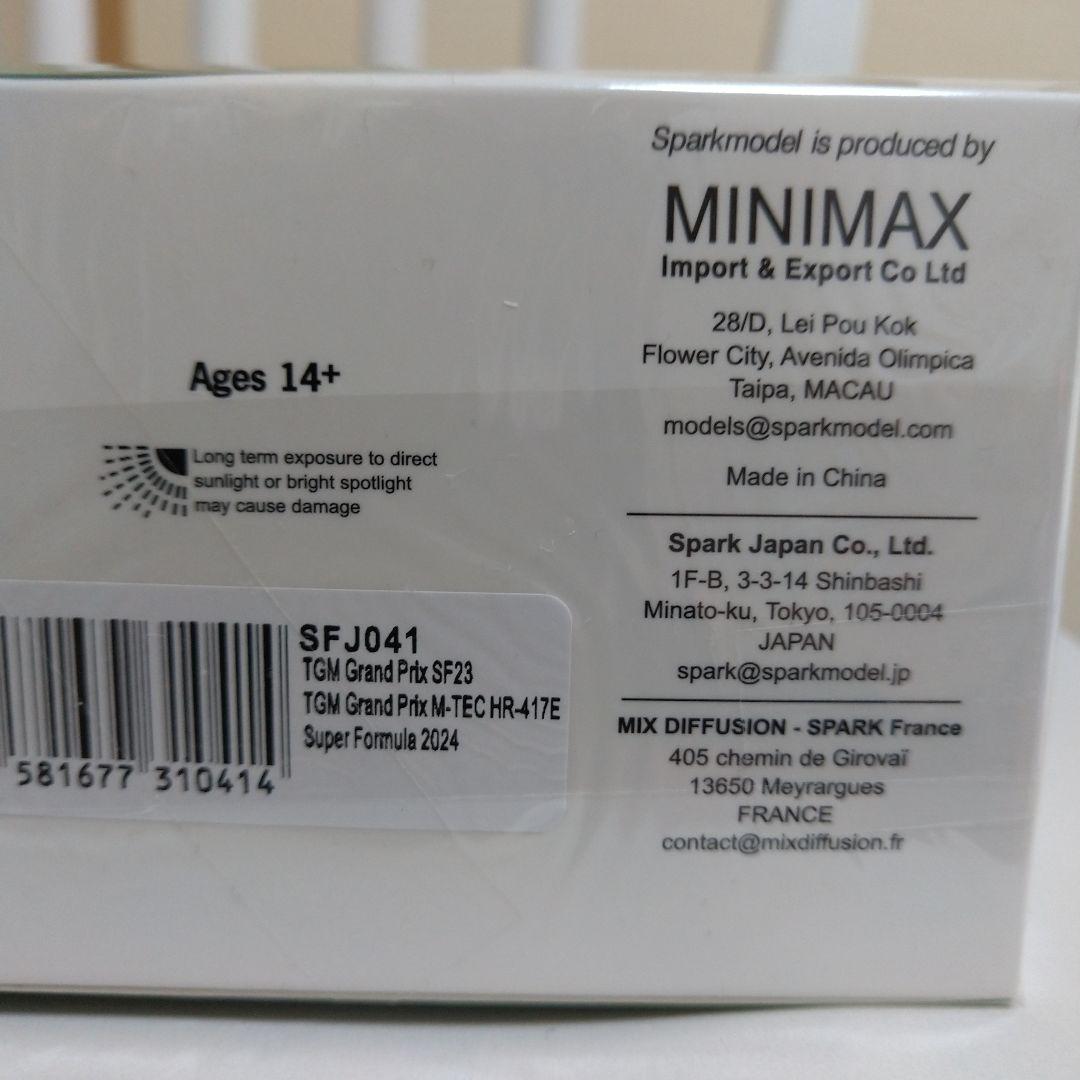 Sparkmodel is produced by
MINIMAX
Import & Export Co Ltd
28/D, Lei Pou Kok
Flower City, Avenida Olimpica
Taipa, MACAU
models@sparkmodel.com
Made in China
Spark Japan Co., Ltd.
1F-B, 3-3-14 Shinbashi
Minato-ku, Tokyo, 105-0004
JAPAN
spark@sparkmodel.jp
MIX DIFFUSION - SPARK France
405 chemin de Girovaï
13650 Meyrargues
FRANCE
contact@mixdiffusion.fr
Ages 14+
Long term exposure to direct
sunlight or bright spotlight
may cause damage
SFJ041
TGM Grand Prix SF23
TGM Grand Prix M-TEC HR-417E
Super Formula 2024
581677 310414